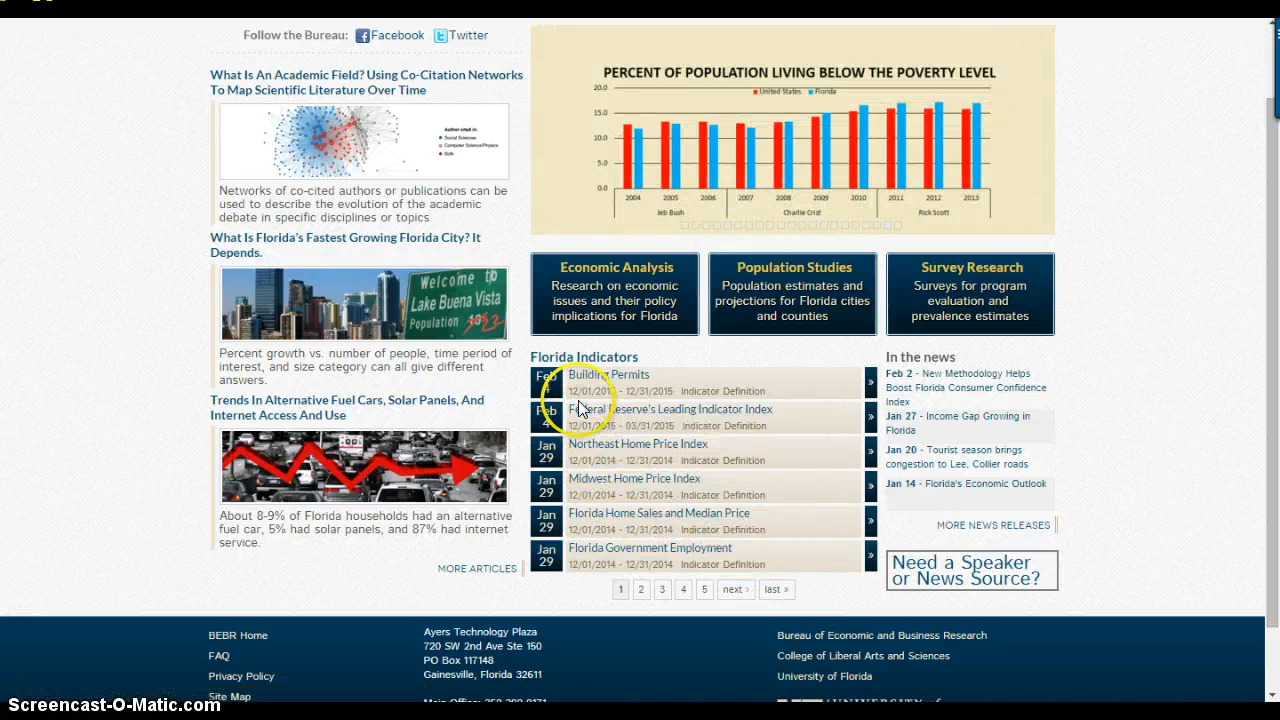 Follow the Bureau: Facebook Twitter
What Is An Academic Field? Using Co-Citation Networks
To Map Scientific Literature Over Time
Author cited in:
Social Sciences
Computer Science/Physics
Both
Networks of co-cited authors or publications can be
used to describe the evolution of the academic
debate in specific disciplines or topics
What Is Florida's Fastest Growing Florida City? It
Depends.
Welcome to
Lake Buena Vista
Population
Percent growth vs. number of people, time period of
interest, and size category can all give different
answers.
Trends In Alternative Fuel Cars, Solar Panels, And
Internet Access And Use
About 8-9% of Florida households had an alternative
fuel car, 5% had solar panels, and 87% had internet
service.
MORE ARTICLES
PERCENT OF POPULATION LIVING BELOW THE POVERTY LEVEL
United States Florida
20.0
15.0
10.0
5.0
0.0
2004 2005 2006 2007 2008 2009 2010 2011 2012 2013
Jeb Bush Charlie Crist Rick Scott
Economic Analysis
Research on economic
issues and their policy
implications for Florida
Population Studies
Population estimates and
projections for Florida cities
and counties
Survey Research
Surveys for program
evaluation and
prevalence estimates
Florida Indicators
Feb 4 Building Permits »
- 12/31/2015 Indicator Definition
Feb 4 Federal Reserve's Leading Indicator Index »
12/01/2015 - 03/31/2015 Indicator Definition
Jan 29 Northeast Home Price Index »
12/01/2014 - 12/31/2014 Indicator Definition
Jan 29 Midwest Home Price Index »
12/01/2014 - 12/31/2014 Indicator Definition
Jan 29 Florida Home Sales and Median Price »
12/01/2014 - 12/31/2014 Indicator Definition
Jan 29 Florida Government Employment »
12/01/2014 - 12/31/2014 Indicator Definition
1 2 3 4 5 next › last »
In the news
Feb 2 - New Methodology Helps
Boost Florida Consumer Confidence
Index
Jan 27 - Income Gap Growing in
Florida
Jan 20 - Tourist season brings
congestion to Lee, Collier roads
Jan 14 - Florida's Economic Outlook
MORE NEWS RELEASES
Need a Speaker
or News Source?
BEBR Home
FAQ
Privacy Policy
Site Map
Ayers Technology Plaza
720 SW 2nd Ave Ste 150
PO Box 117148
Gainesville, Florida 32611
Bureau of Economic and Business Research
College of Liberal Arts and Sciences
University of Florida
Screencast-O-Matic.com